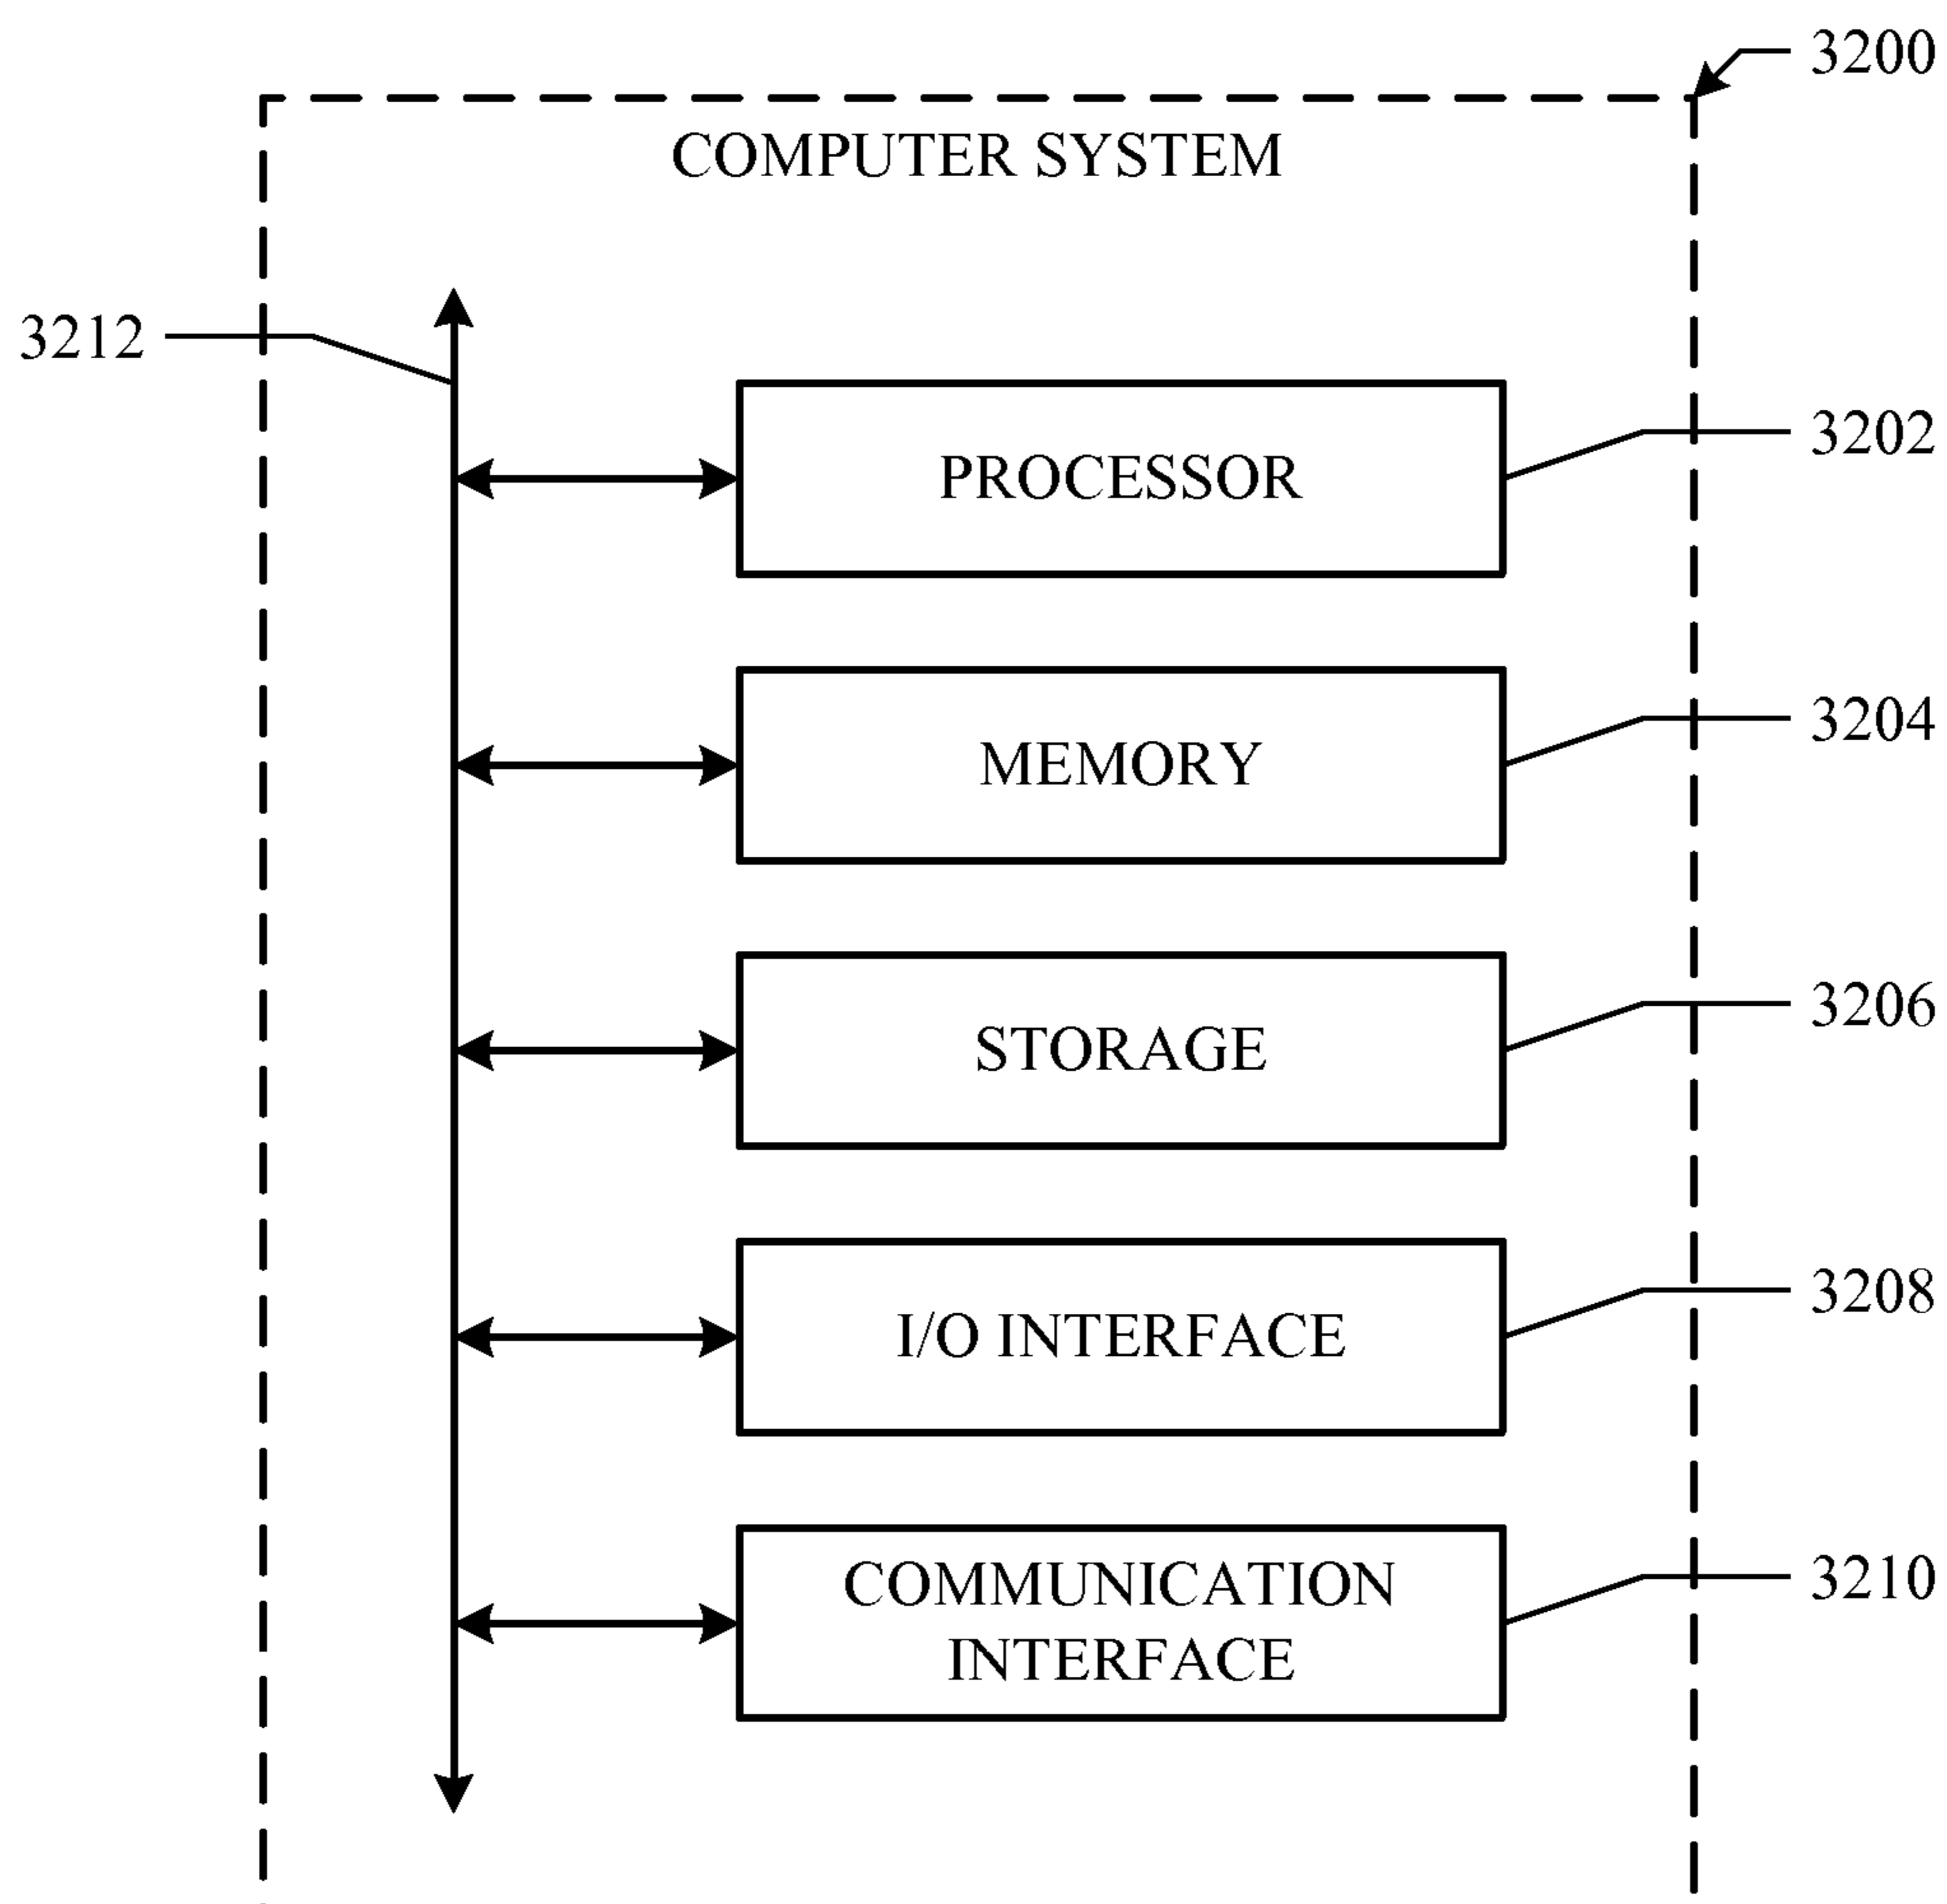 3200
COMPUTER SYSTEM
3212
PROCESSOR
3202
MEMORY
3204
STORAGE
3206
I/O INTERFACE
3208
COMMUNICATION
INTERFACE
3210